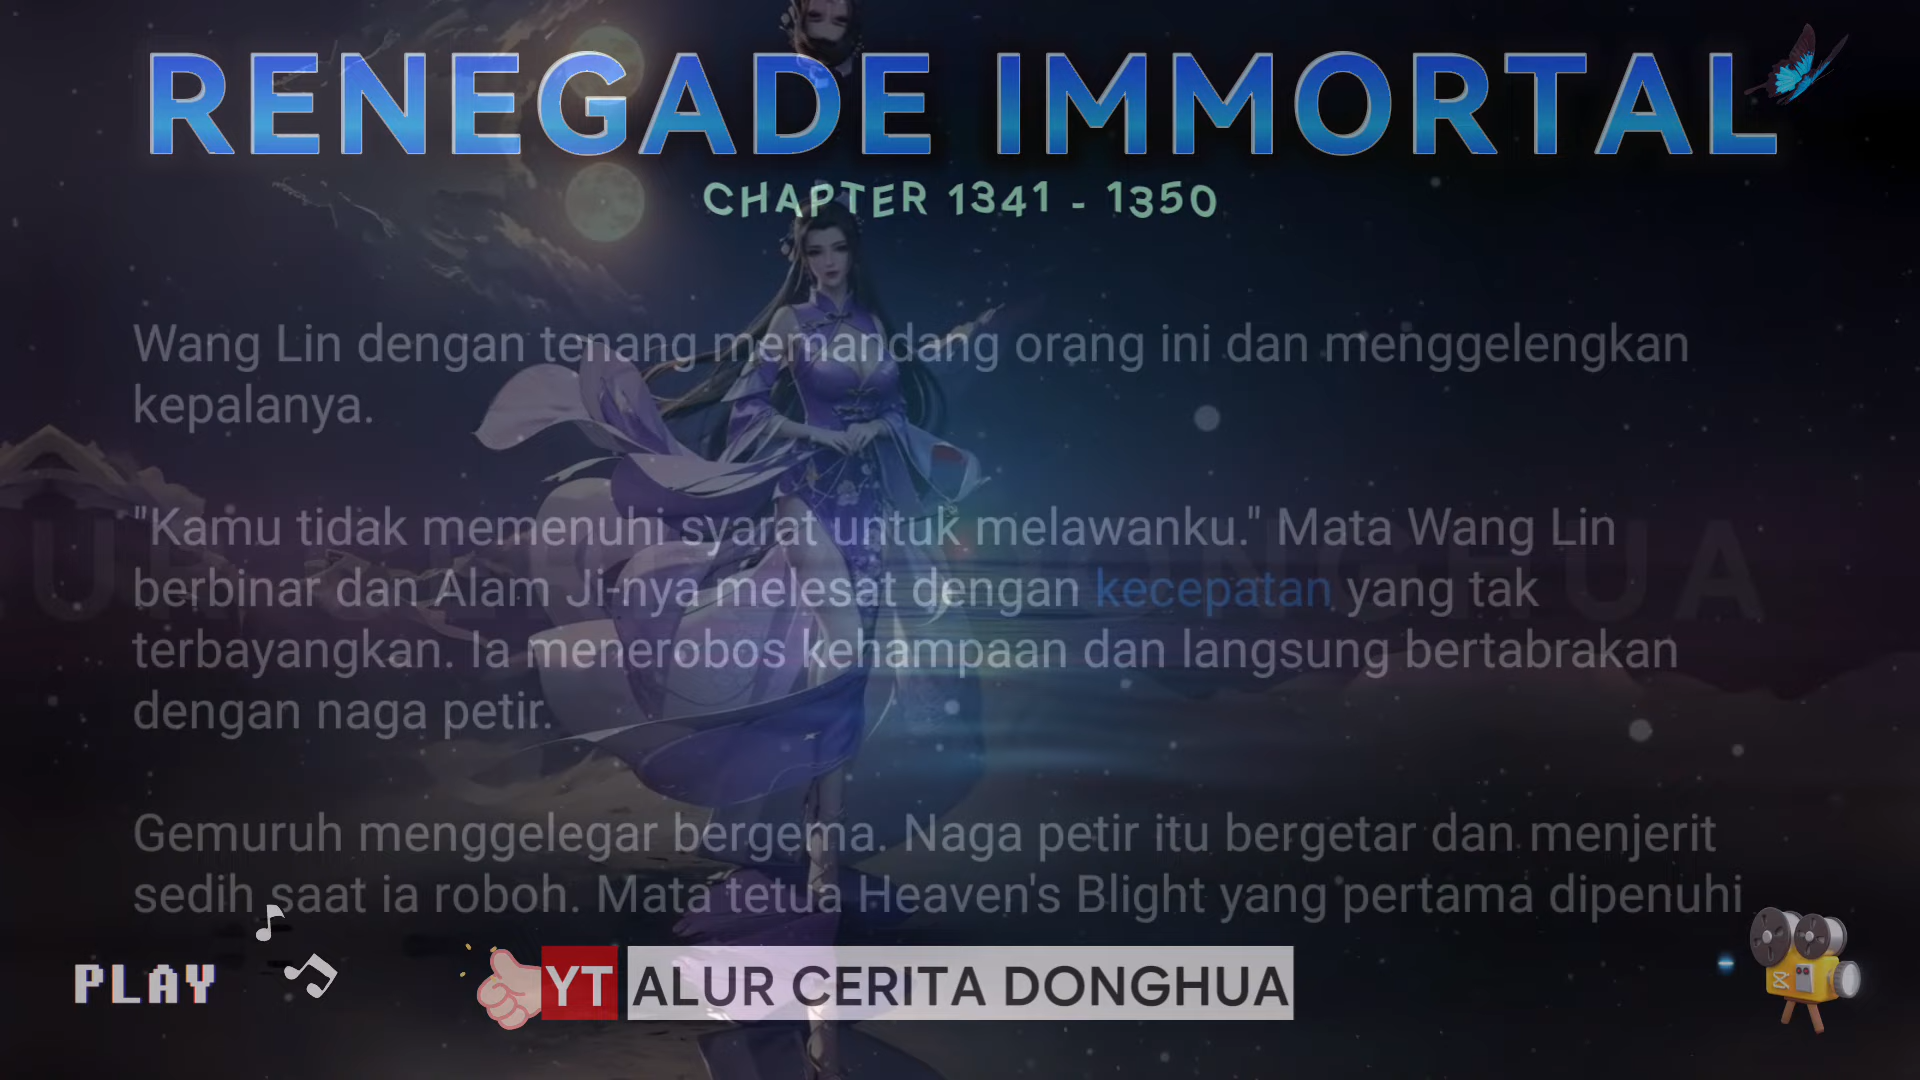 RENEGADE IMMORTAL
CHAPTER 1341 - 1350
Wang Lin dengan tenang memandang orang ini dan menggelengkan
kepalanya.
"Kamu tidak memenuhi syarat untuk melawanku." Mata Wang Lin
berbinar dan Alam Ji-nya melesat dengan kecepatan yang tak
terbayangkan. Ia menerobos kehampaan dan langsung bertabrakan
dengan naga petir.
Gemuruh menggelegar bergema. Naga petir itu bergetar dan menjerit
sedih saat ia roboh. Mata tetua Heaven's Blight yang pertama dipenuhi
PLAY
YT ALUR CERITA DONGHUA